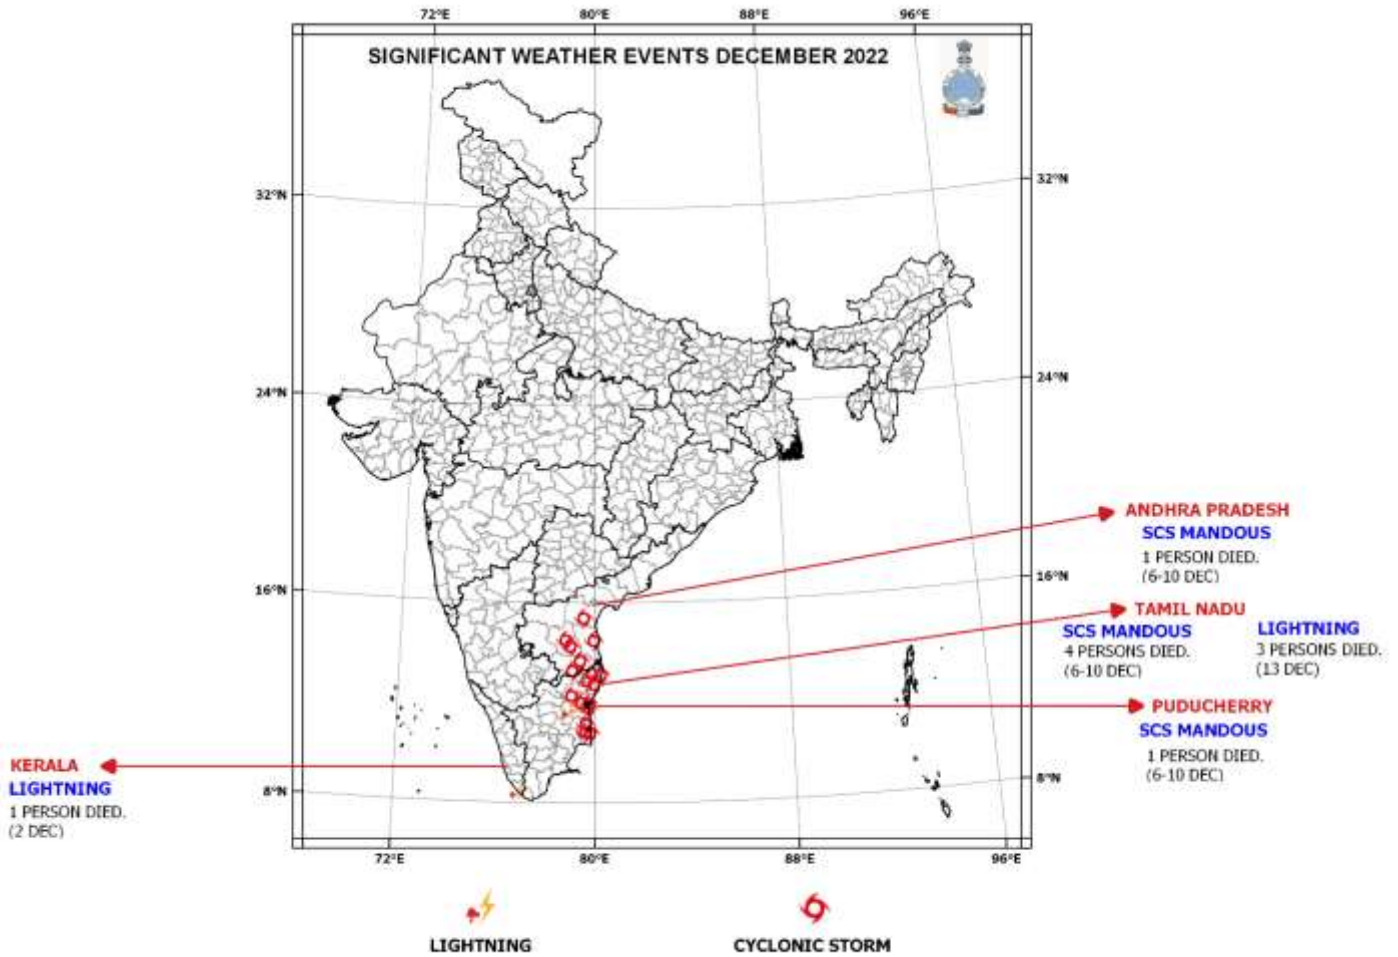 72°E 80°E 88°E 96°E
SIGNIFICANT WEATHER EVENTS DECEMBER 2022
32°N 32°N
24°N 24°N
ANDHRA PRADESH
SCS MANDOUS
1 PERSON DIED.
(6-10 DEC)
16°N 16°N
TAMIL NADU
SCS MANDOUS LIGHTNING
4 PERSONS DIED. 3 PERSONS DIED.
(6-10 DEC) (13 DEC)
PUDUCHERRY
SCS MANDOUS
1 PERSON DIED.
(6-10 DEC)
KERALA
LIGHTNING
1 PERSON DIED.
(2 DEC)
8°N 8°N
72°E 80°E 88°E 96°E
LIGHTNING CYCLONIC STORM